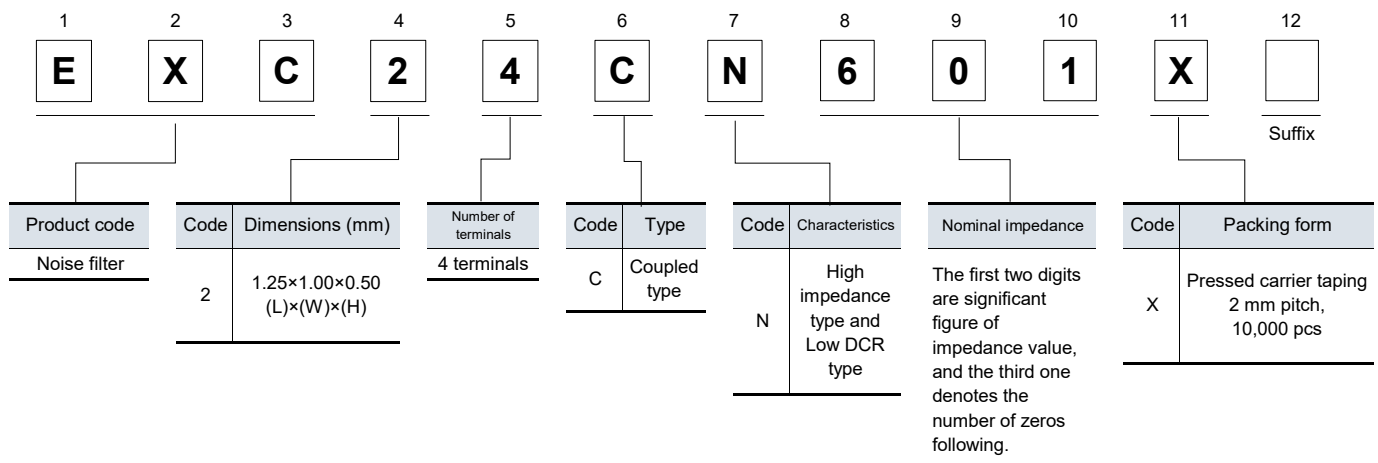 1 2 3 4 5 6 7 8 9 10 11 12
E X C 2 4 C N 6 0 1 X
Suffix
Product code
Noise filter
Code Dimensions (mm)
2 1.25×1.00×0.50
(L)×(W)×(H)
Number of
terminals
4 terminals
Code Type
C Coupled
type
Code Characteristics
N High
impedance
type and
Low DCR
type
Nominal impedance
The first two digits
are significant
figure of
impedance value,
and the third one
denotes the
number of zeros
following.
Code Packing form
X Pressed carrier taping
2 mm pitch,
10,000 pcs